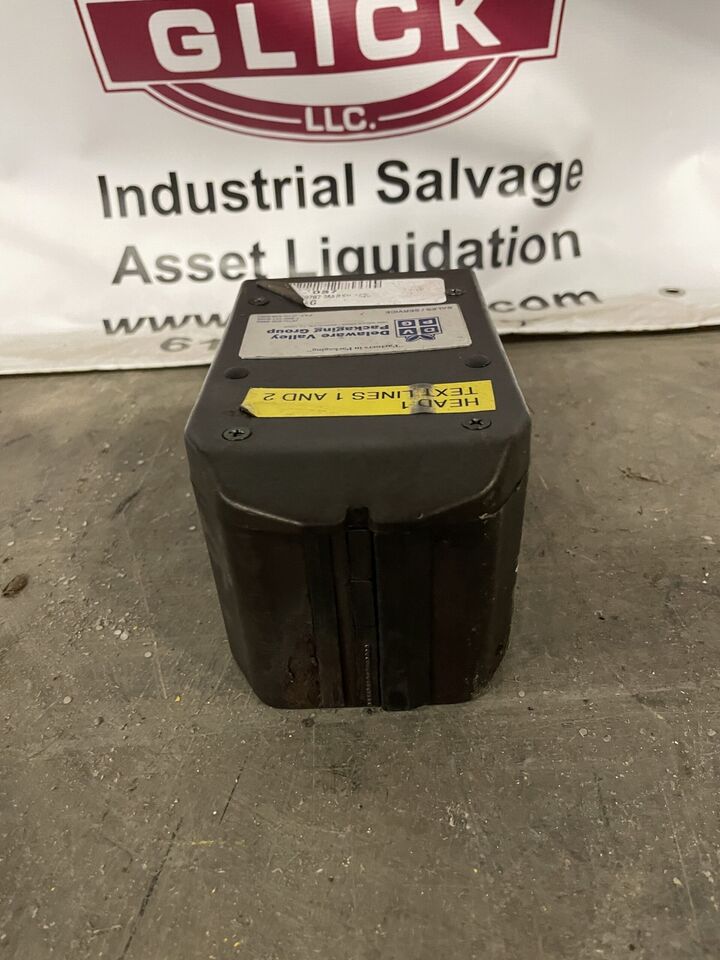 GLICK
LLC.
Industrial Salvage
Asset Liquidation
www.
.com
Delaware Valley
Packaging Group
"Partners in Packaging"
SALES / SERVICE
D V
P G
HEAD-1
TEXT LINES 1 AND 2